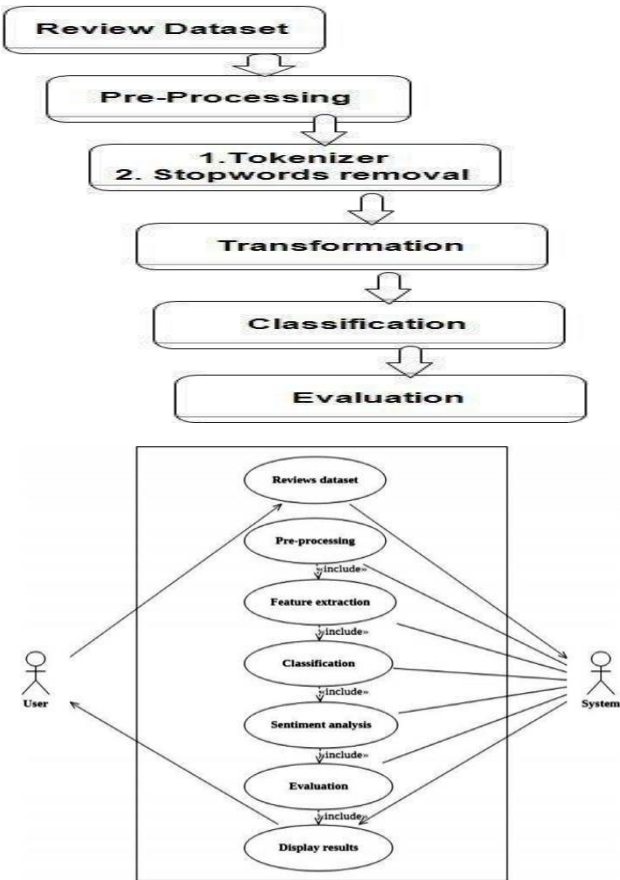 Review Dataset
Pre-Processing
1.Tokenizer
2. Stopwords removal
Transformation
Classification
Evaluation
Reviews dataset
Pre-processing
«include»
Feature extraction
«include»
Classification
«include»
Sentiment analysis
«include»
Evaluation
«include»
Display results
User
System